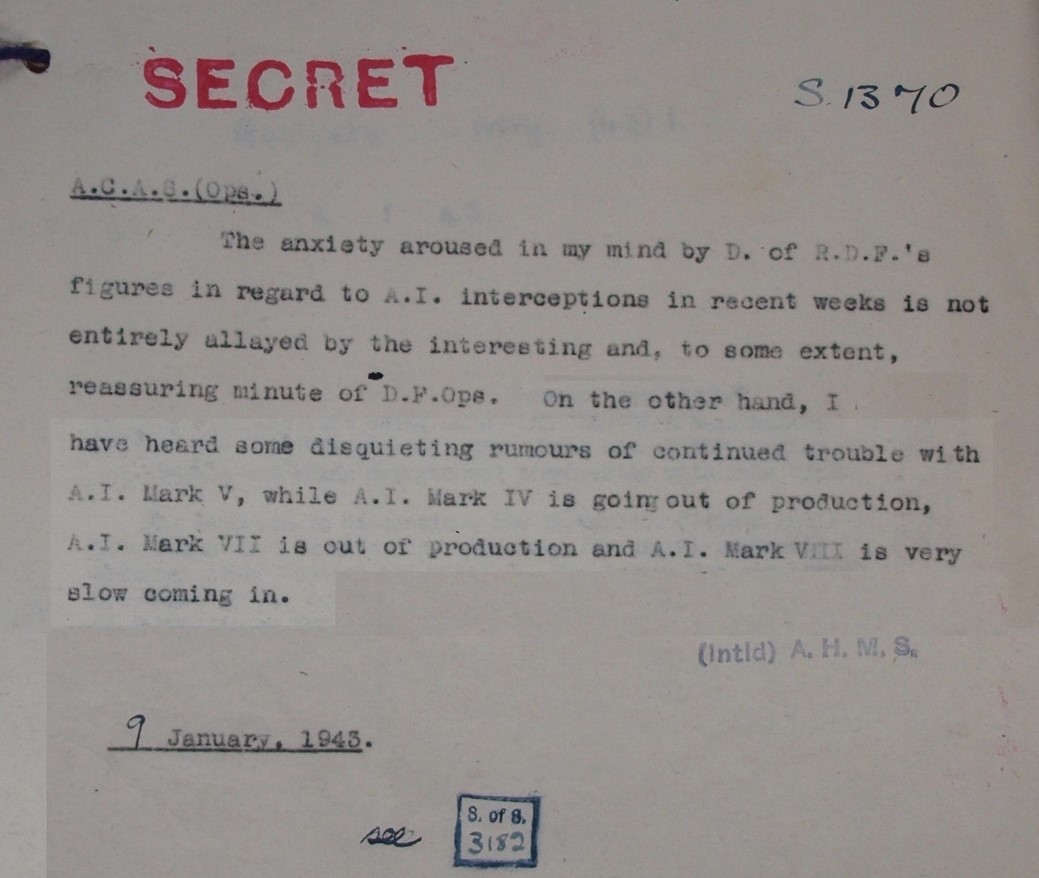 SECRET
S. 1370
A.C.A.S.(Ops.)
The anxiety aroused in my mind by D. of R.D.F.'s
figures in regard to A.I. interceptions in recent weeks is not
entirely allayed by the interesting and, to some extent,
reassuring minute of D.F.Ops. On the other hand, I
have heard some disquieting rumours of continued trouble with
A.I. Mark V, while A.I. Mark IV is going out of production,
A.I. Mark VII is out of production and A.I. Mark VIII is very
slow coming in.
(Intld) A. H. M. S.
9 January, 1943.
see
S. of S.
3182